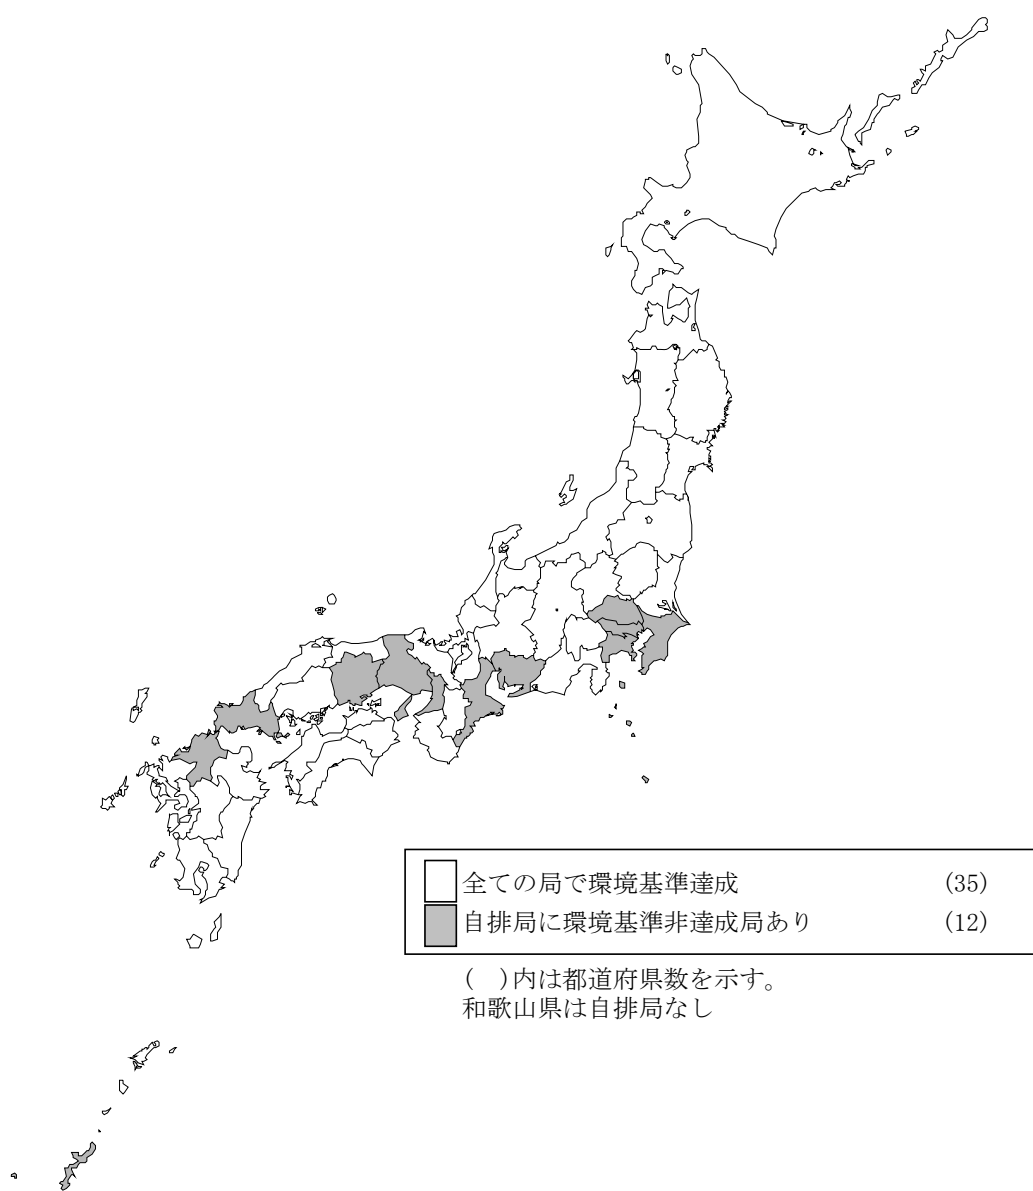 全ての局で環境基準達成 (35)
自排局に環境基準非達成局あり (12)
(　)内は都道府県数を示す。
和歌山県は自排局なし